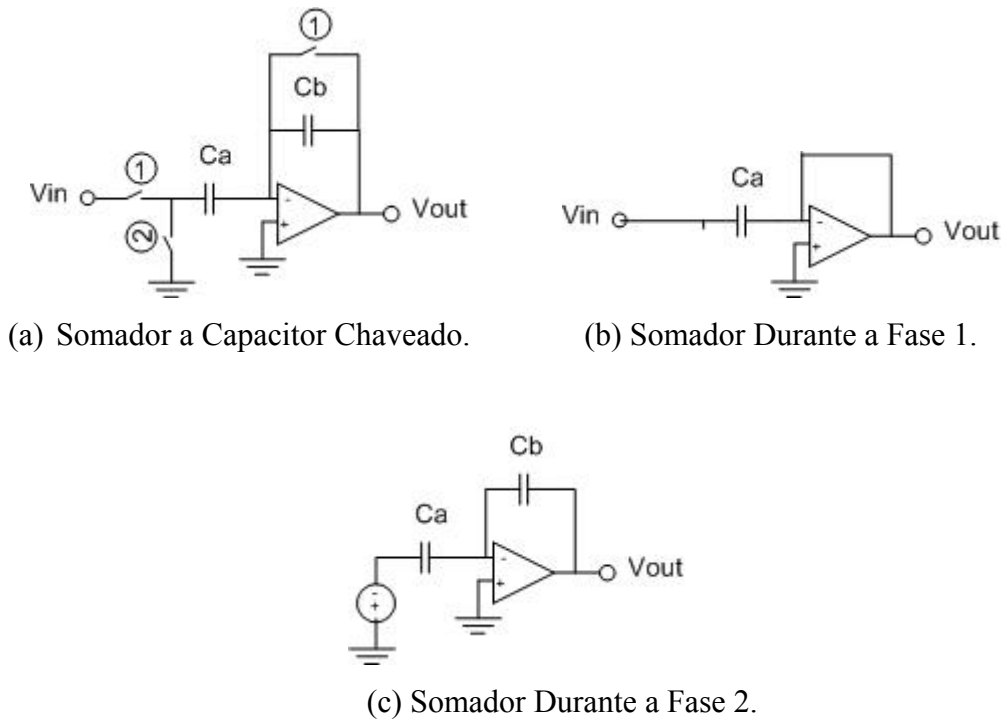 ①
Cb
Ca
①
Vin
②
-
+
Vout
(a) Somador a Capacitor Chaveado.
Ca
Vin
-
+
Vout
(b) Somador Durante a Fase 1.
Cb
Ca
-
+
-
+
Vout
(c) Somador Durante a Fase 2.